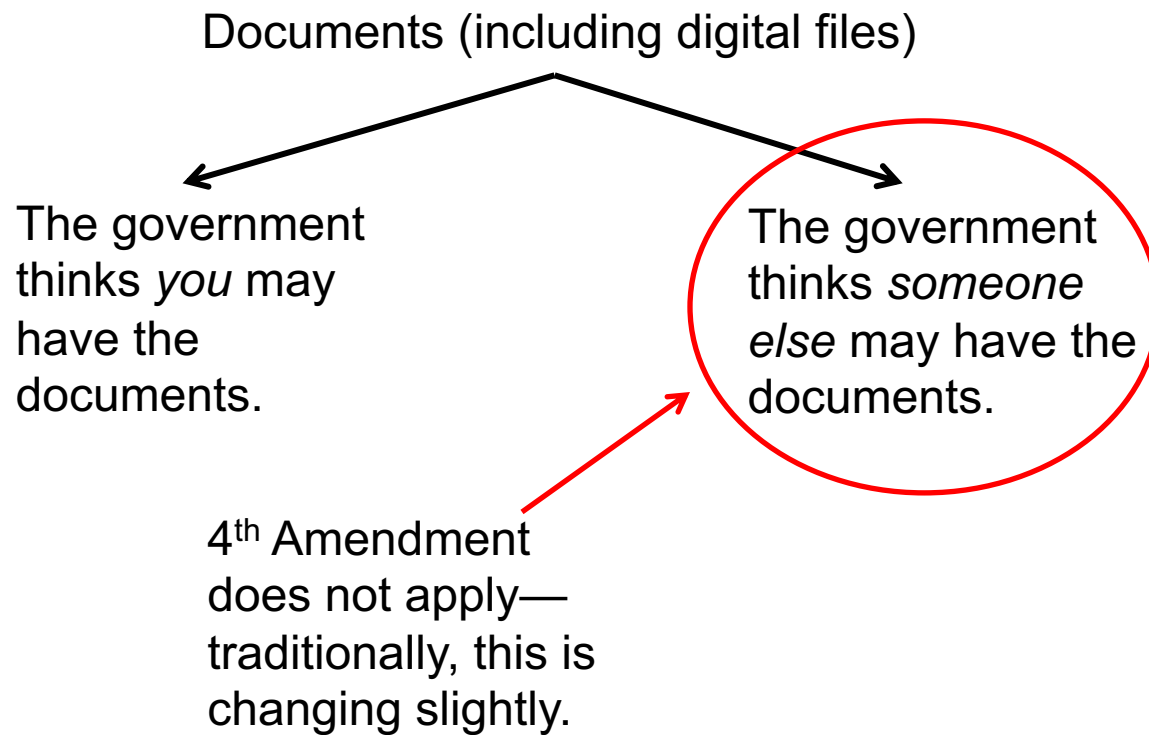 Documents (including digital files)
The government
thinks you may
have the
documents.
The government
thinks someone
else may have the
documents.
4th Amendment
does not apply—
traditionally, this is
changing slightly.